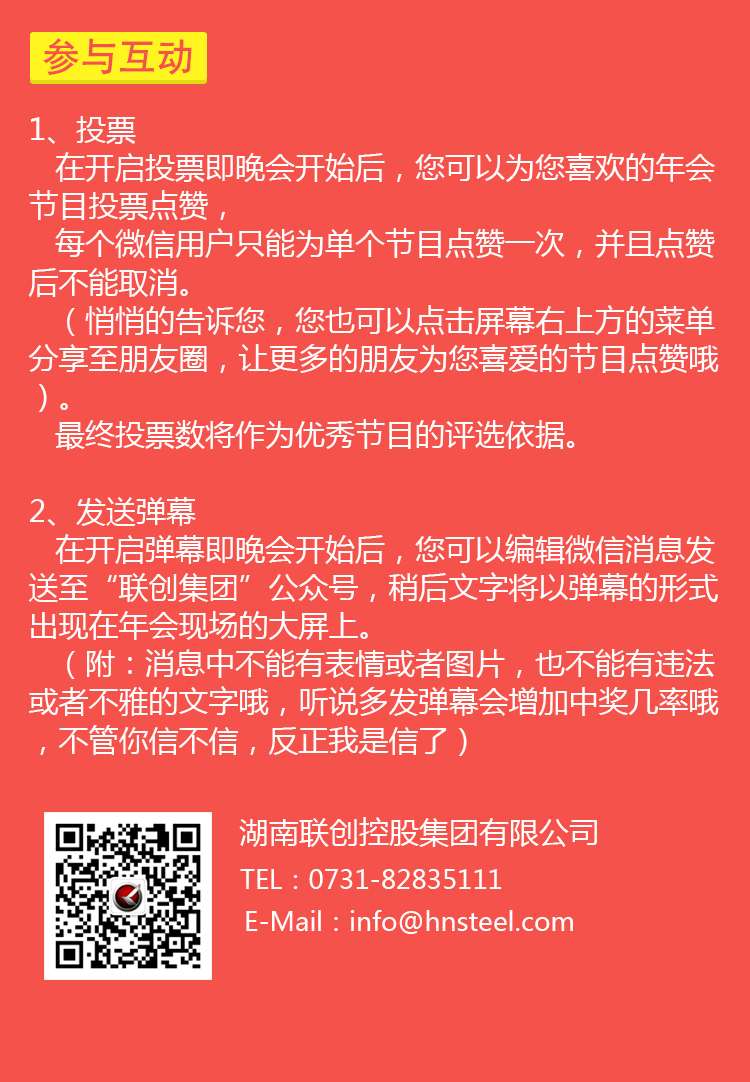 参与互动
1、投票
在开启投票即晚会开始后，您可以为您喜欢的年会
节目投票点赞，
每个微信用户只能为单个节目点赞一次，并且点赞
后不能取消。
（悄悄的告诉您，您也可以点击屏幕右上方的菜单
分享至朋友圈，让更多的朋友为您喜爱的节目点赞哦
）。
最终投票数将作为优秀节目的评选依据。
2、发送弹幕
在开启弹幕即晚会开始后，您可以编辑微信消息发
送至“联创集团”公众号，稍后文字将以弹幕的形式
出现在年会现场的大屏上。
（附：消息中不能有表情或者图片，也不能有违法
或者不雅的文字哦，听说多发弹幕会增加中奖几率哦
，不管你信不信，反正我是信了）
湖南联创控股集团有限公司
TEL：0731-82835111
E-Mail：info@hnsteel.com